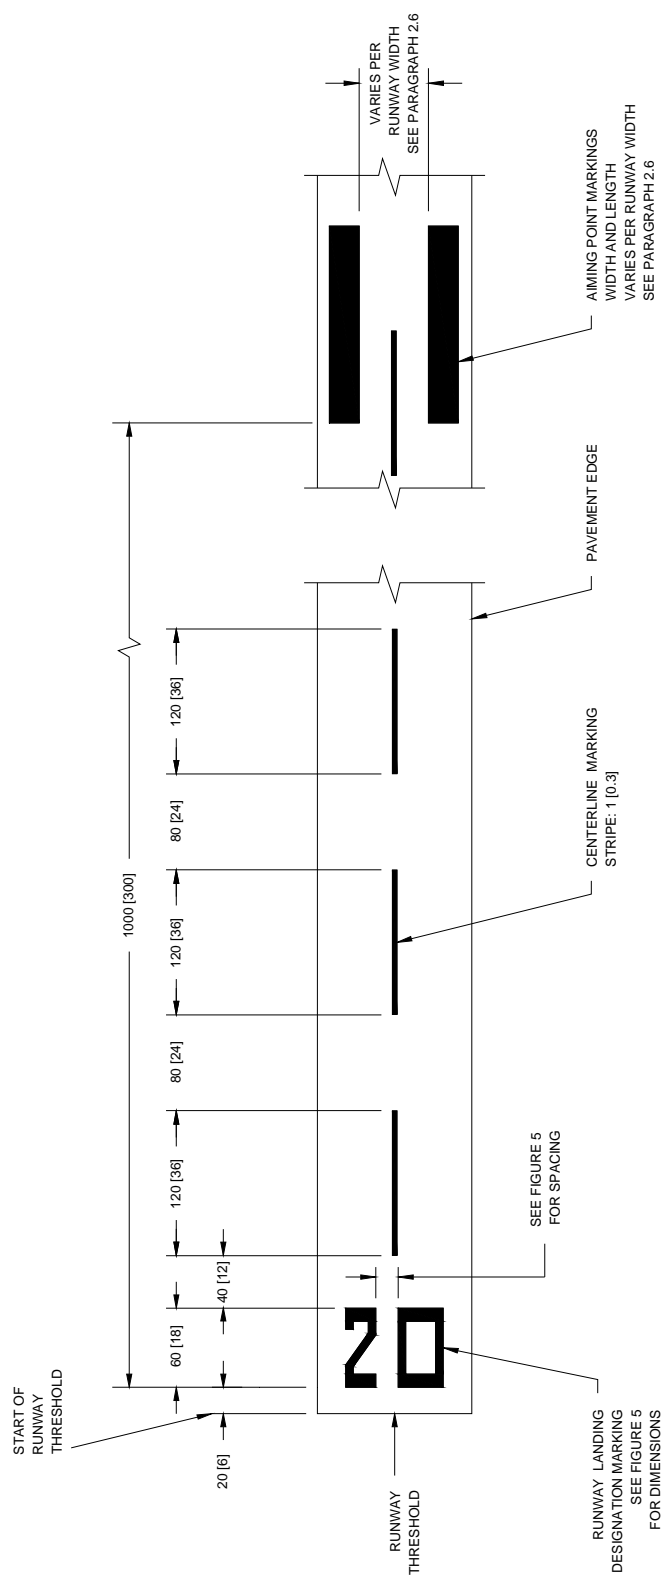 VARIES PER
RUNWAY WIDTH
SEE PARAGRAPH 2.6
AIMING POINT MARKINGS
WIDTH AND LENGTH
VARIES PER RUNWAY WIDTH
SEE PARAGRAPH 2.6
PAVEMENT EDGE
1000 [300]
120 [36]
80 [24]
120 [36]
80 [24]
120 [36]
40 [12]
60 [18]
20 [6]
CENTERLINE MARKING
STRIPE: 1 [0.3]
SEE FIGURE 5
FOR SPACING
START OF
RUNWAY
THRESHOLD
20
RUNWAY
THRESHOLD
RUNWAY LANDING
DESIGNATION MARKING
SEE FIGURE 5
FOR DIMENSIONS